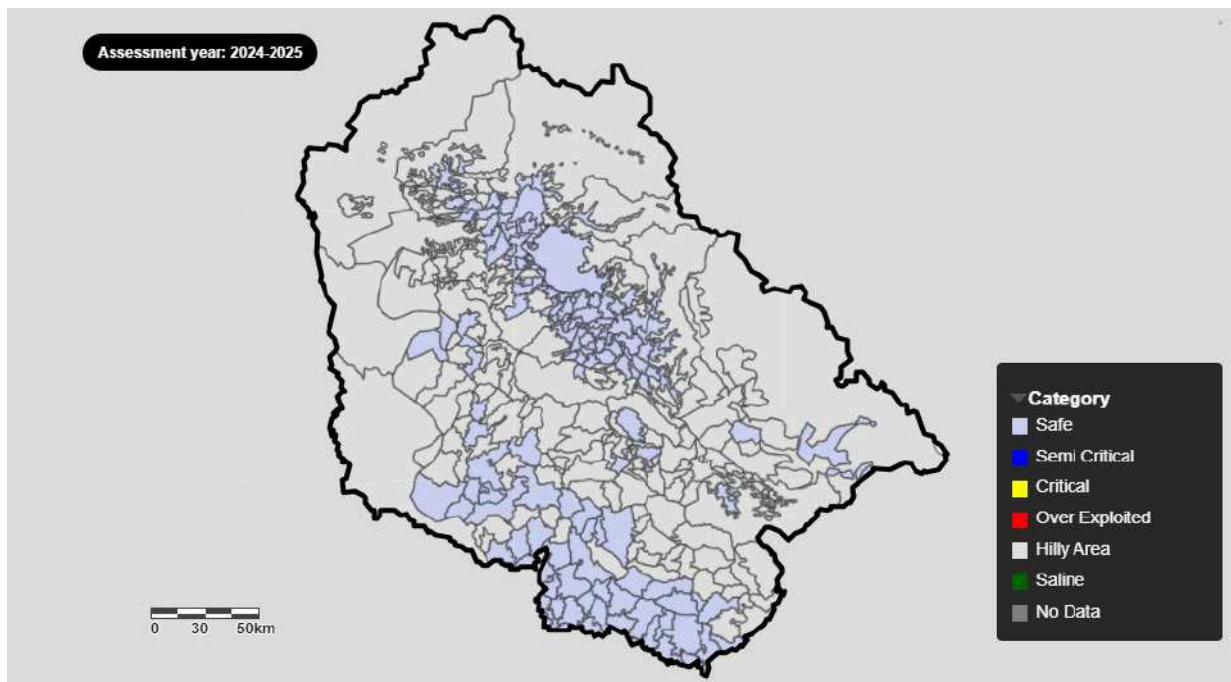 Assessment year: 2024-2025
Category
Safe
Semi Critical
Critical
Over Exploited
Hilly Area
Saline
No Data
0 30 50km